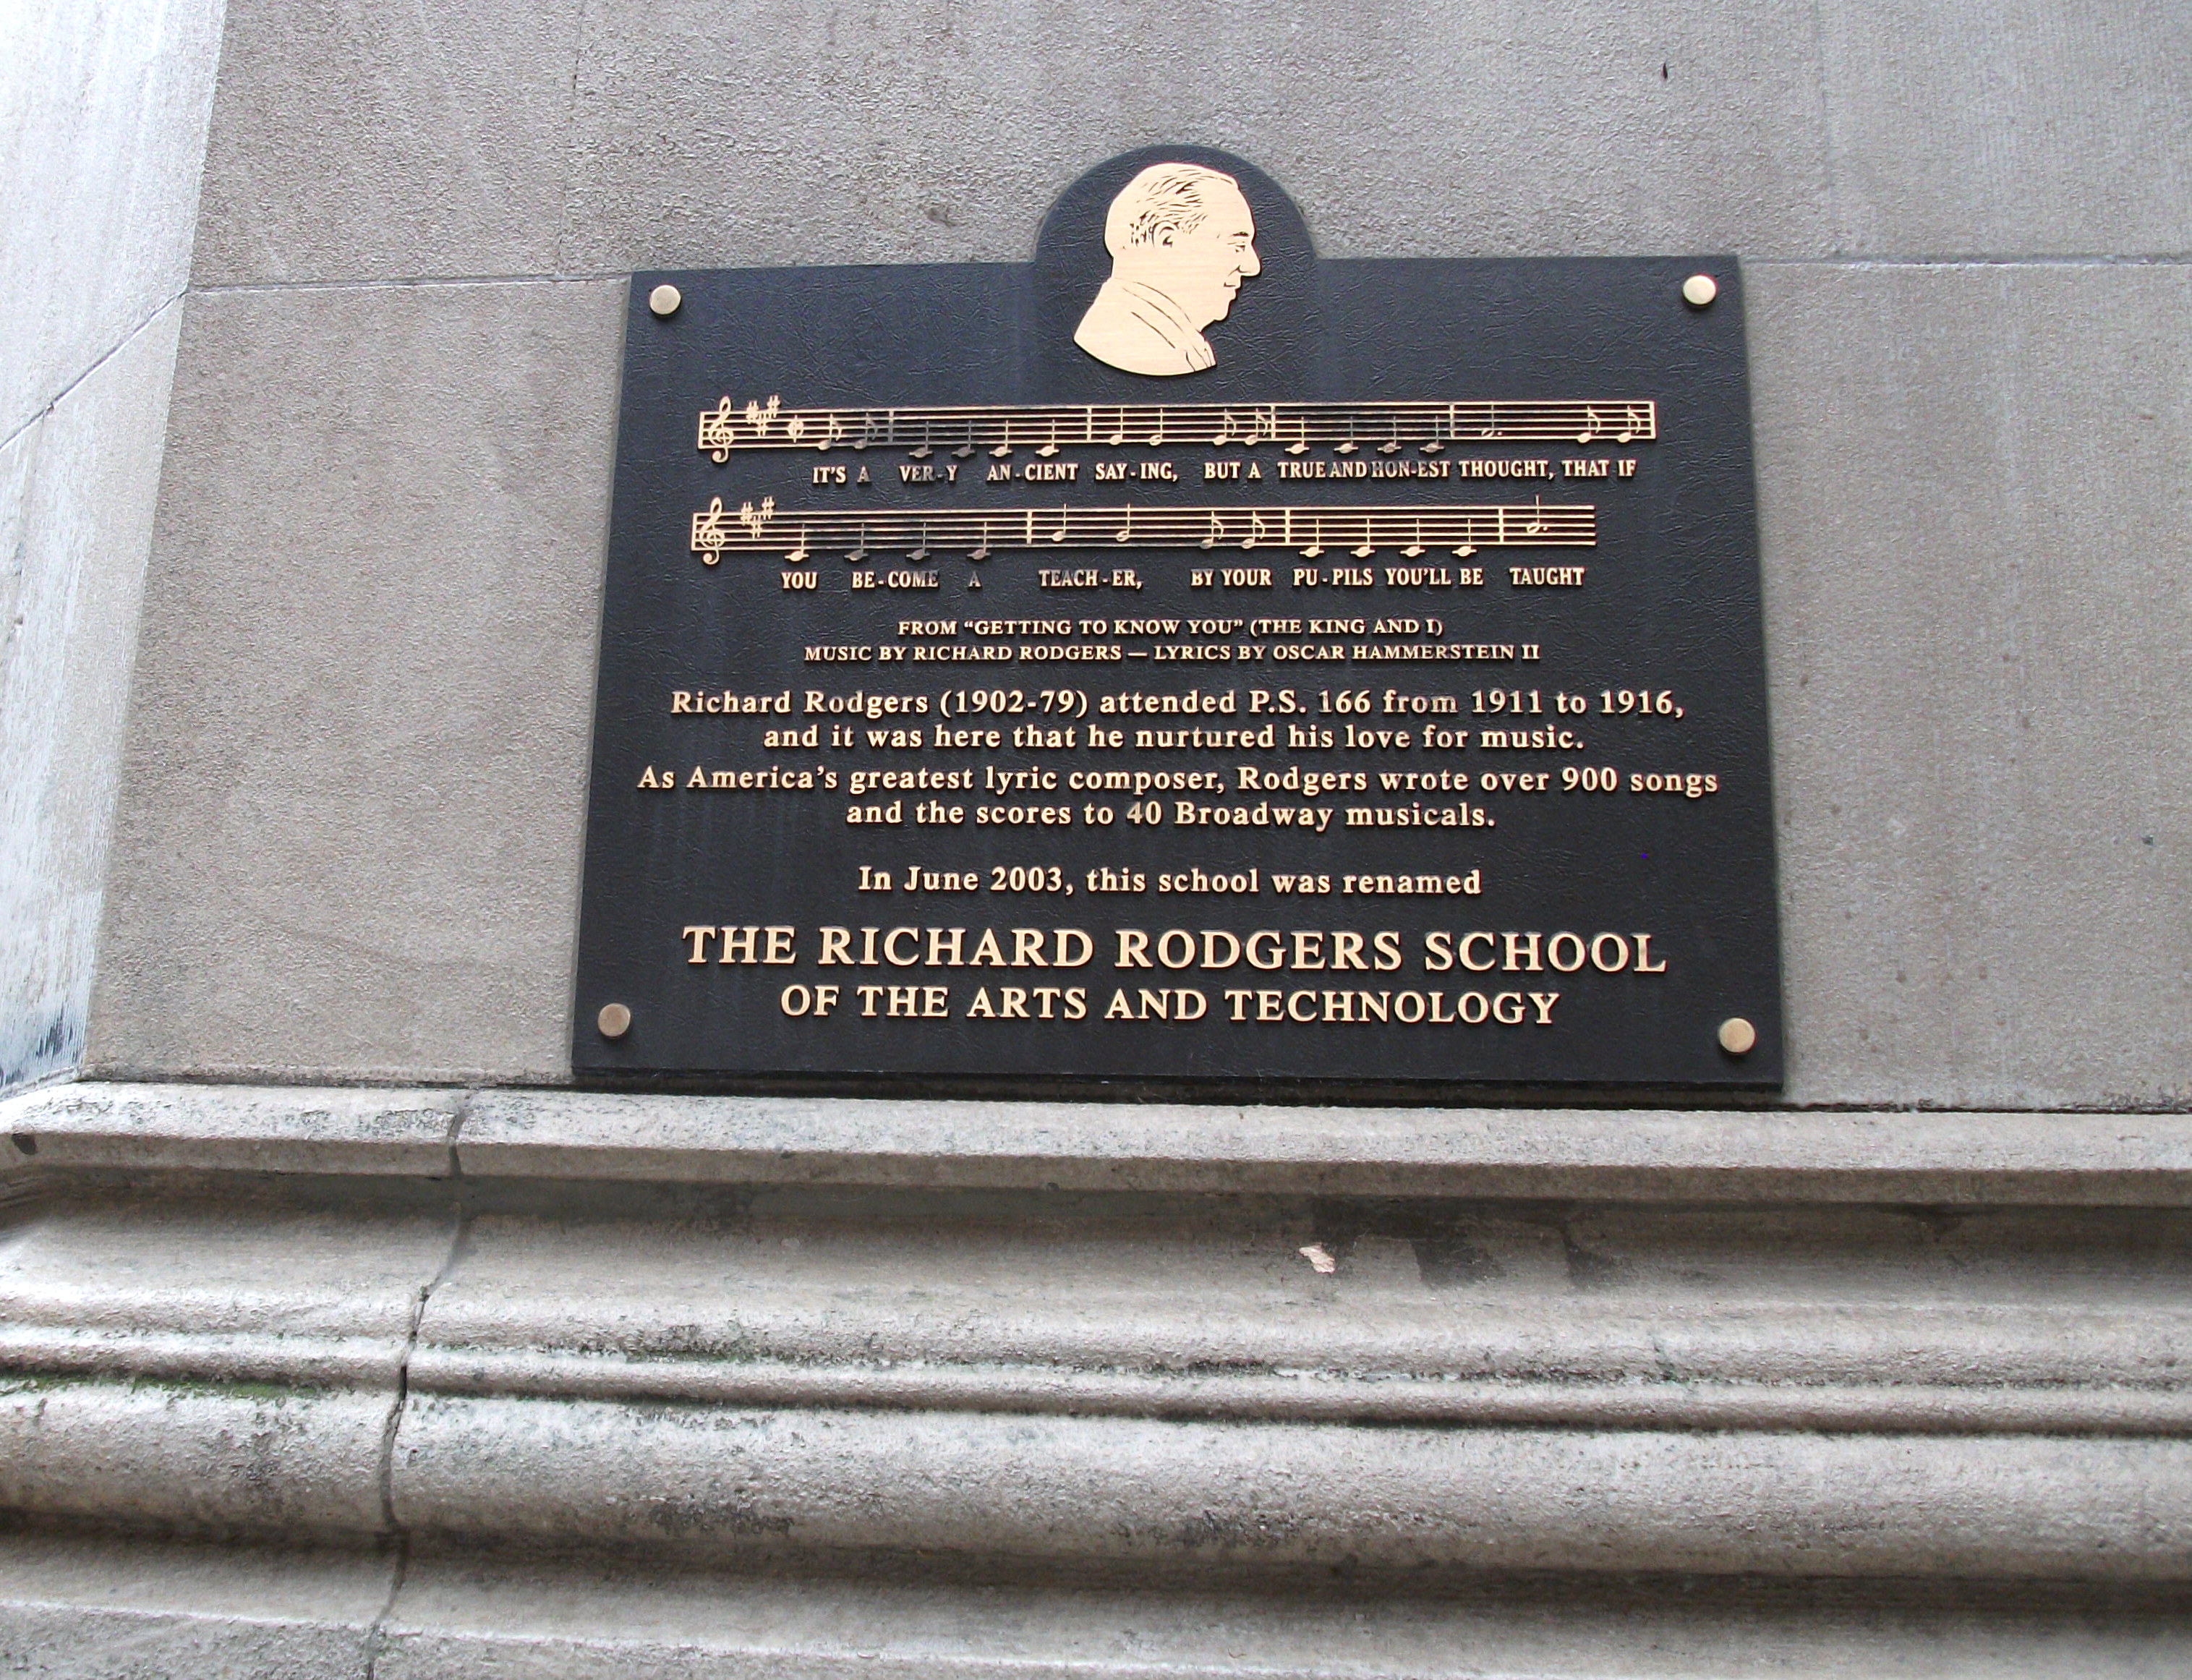 IT'S A VER-Y AN-CIENT SAY-ING, BUT A TRUE AND HON-EST THOUGHT, THAT IF
YOU BE-COME A TEACH-ER, BY YOUR PU-PILS YOU'LL BE TAUGHT
FROM “GETTING TO KNOW YOU” (THE KING AND I)
MUSIC BY RICHARD RODGERS — LYRICS BY OSCAR HAMMERSTEIN II
Richard Rodgers (1902-79) attended P.S. 166 from 1911 to 1916,
and it was here that he nurtured his love for music.
As America's greatest lyric composer, Rodgers wrote over 900 songs
and the scores to 40 Broadway musicals.
In June 2003, this school was renamed
THE RICHARD RODGERS SCHOOL
OF THE ARTS AND TECHNOLOGY